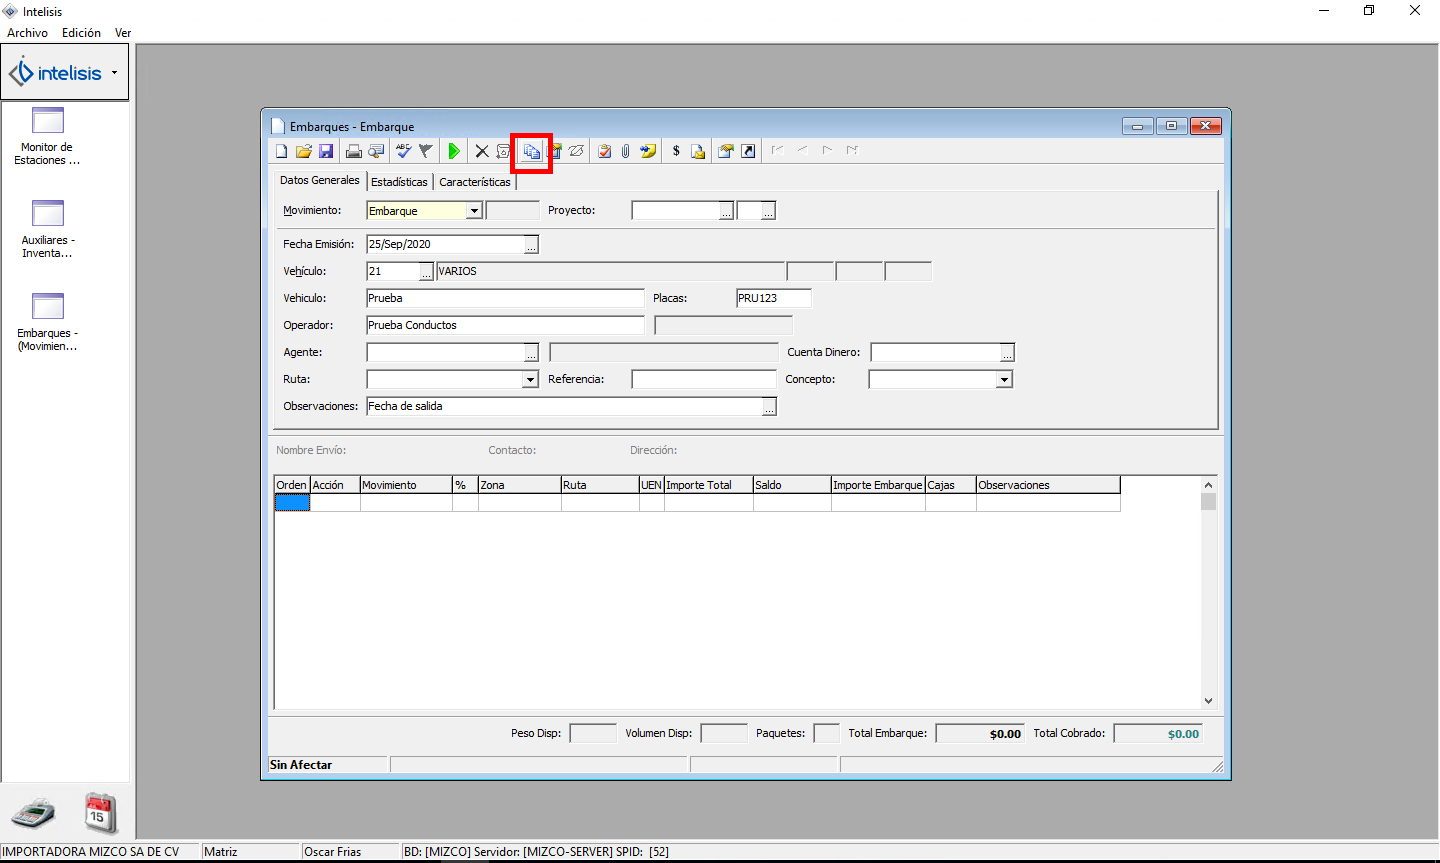 Intelisis
Archivo Edición Ver
intelisis
Monitor de
Estaciones ...
Auxiliares -
Inventa...
Embarques -
(Movimien...
Embarques - Embarque
ABC
$
Datos Generales Estadísticas Características
Movimiento: Embarque Proyecto: ... ...
Fecha Emisión: 25/Sep/2020 ...
Vehículo: 21 ... VARIOS
Vehiculo: Prueba Placas: PRU123
Operador: Prueba Conductos
Agente: ... Cuenta Dinero: ...
Ruta: Referencia: Concepto:
Observaciones: Fecha de salida ...
Nombre Envío: Contacto: Dirección:
Orden Acción Movimiento % Zona Ruta UEN Importe Total Saldo Importe Embarque Cajas Observaciones
Peso Disp: Volumen Disp: Paquetes: Total Embarque: $0.00 Total Cobrado: $0.00
Sin Afectar
15
IMPORTADORA MIZCO SA DE CV Matriz Oscar Frias BD: [MIZCO] Servidor: [MIZCO-SERVER] SPID: [52]